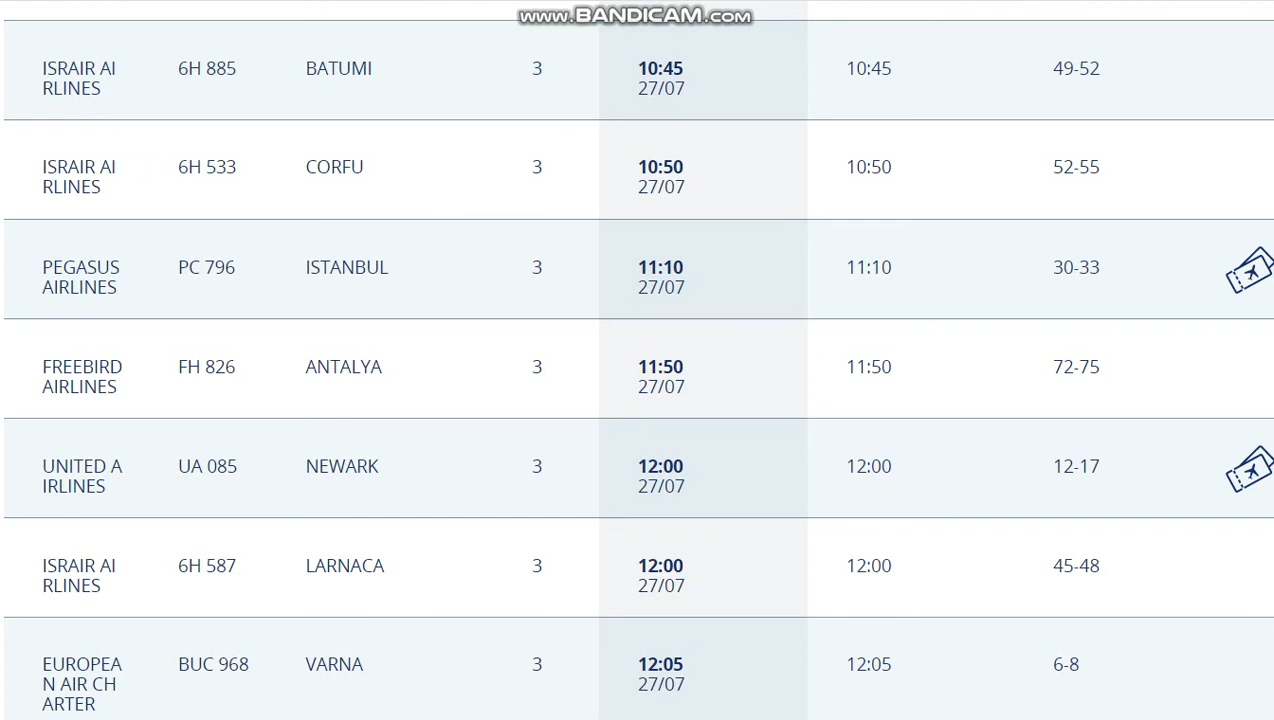 www.BANDICAM.com
ISRAIR AI
RLINES
6H 885
BATUMI
3
10:45
27/07
10:45
49-52
ISRAIR AI
RLINES
6H 533
CORFU
3
10:50
27/07
10:50
52-55
PEGASUS
AIRLINES
PC 796
ISTANBUL
3
11:10
27/07
11:10
30-33
FREEBIRD
AIRLINES
FH 826
ANTALYA
3
11:50
27/07
11:50
72-75
UNITED A
IRLINES
UA 085
NEWARK
3
12:00
27/07
12:00
12-17
ISRAIR AI
RLINES
6H 587
LARNACA
3
12:00
27/07
12:00
45-48
EUROPEA
N AIR CH
ARTER
BUC 968
VARNA
3
12:05
27/07
12:05
6-8